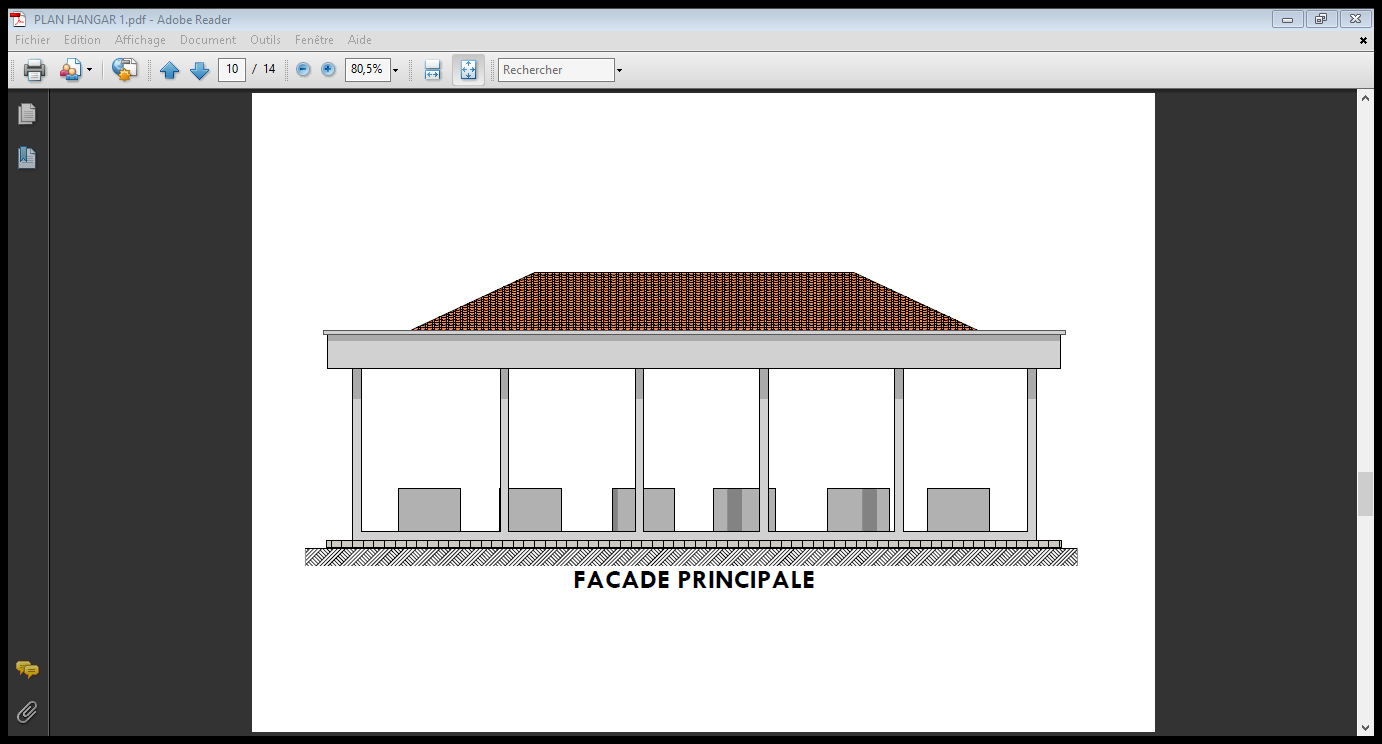 PLAN HANGAR 1.pdf - Adobe Reader
Fichier Edition Affichage Document Outils Fenêtre Aide
10 / 14 80,5% Rechercher
FACADE PRINCIPALE